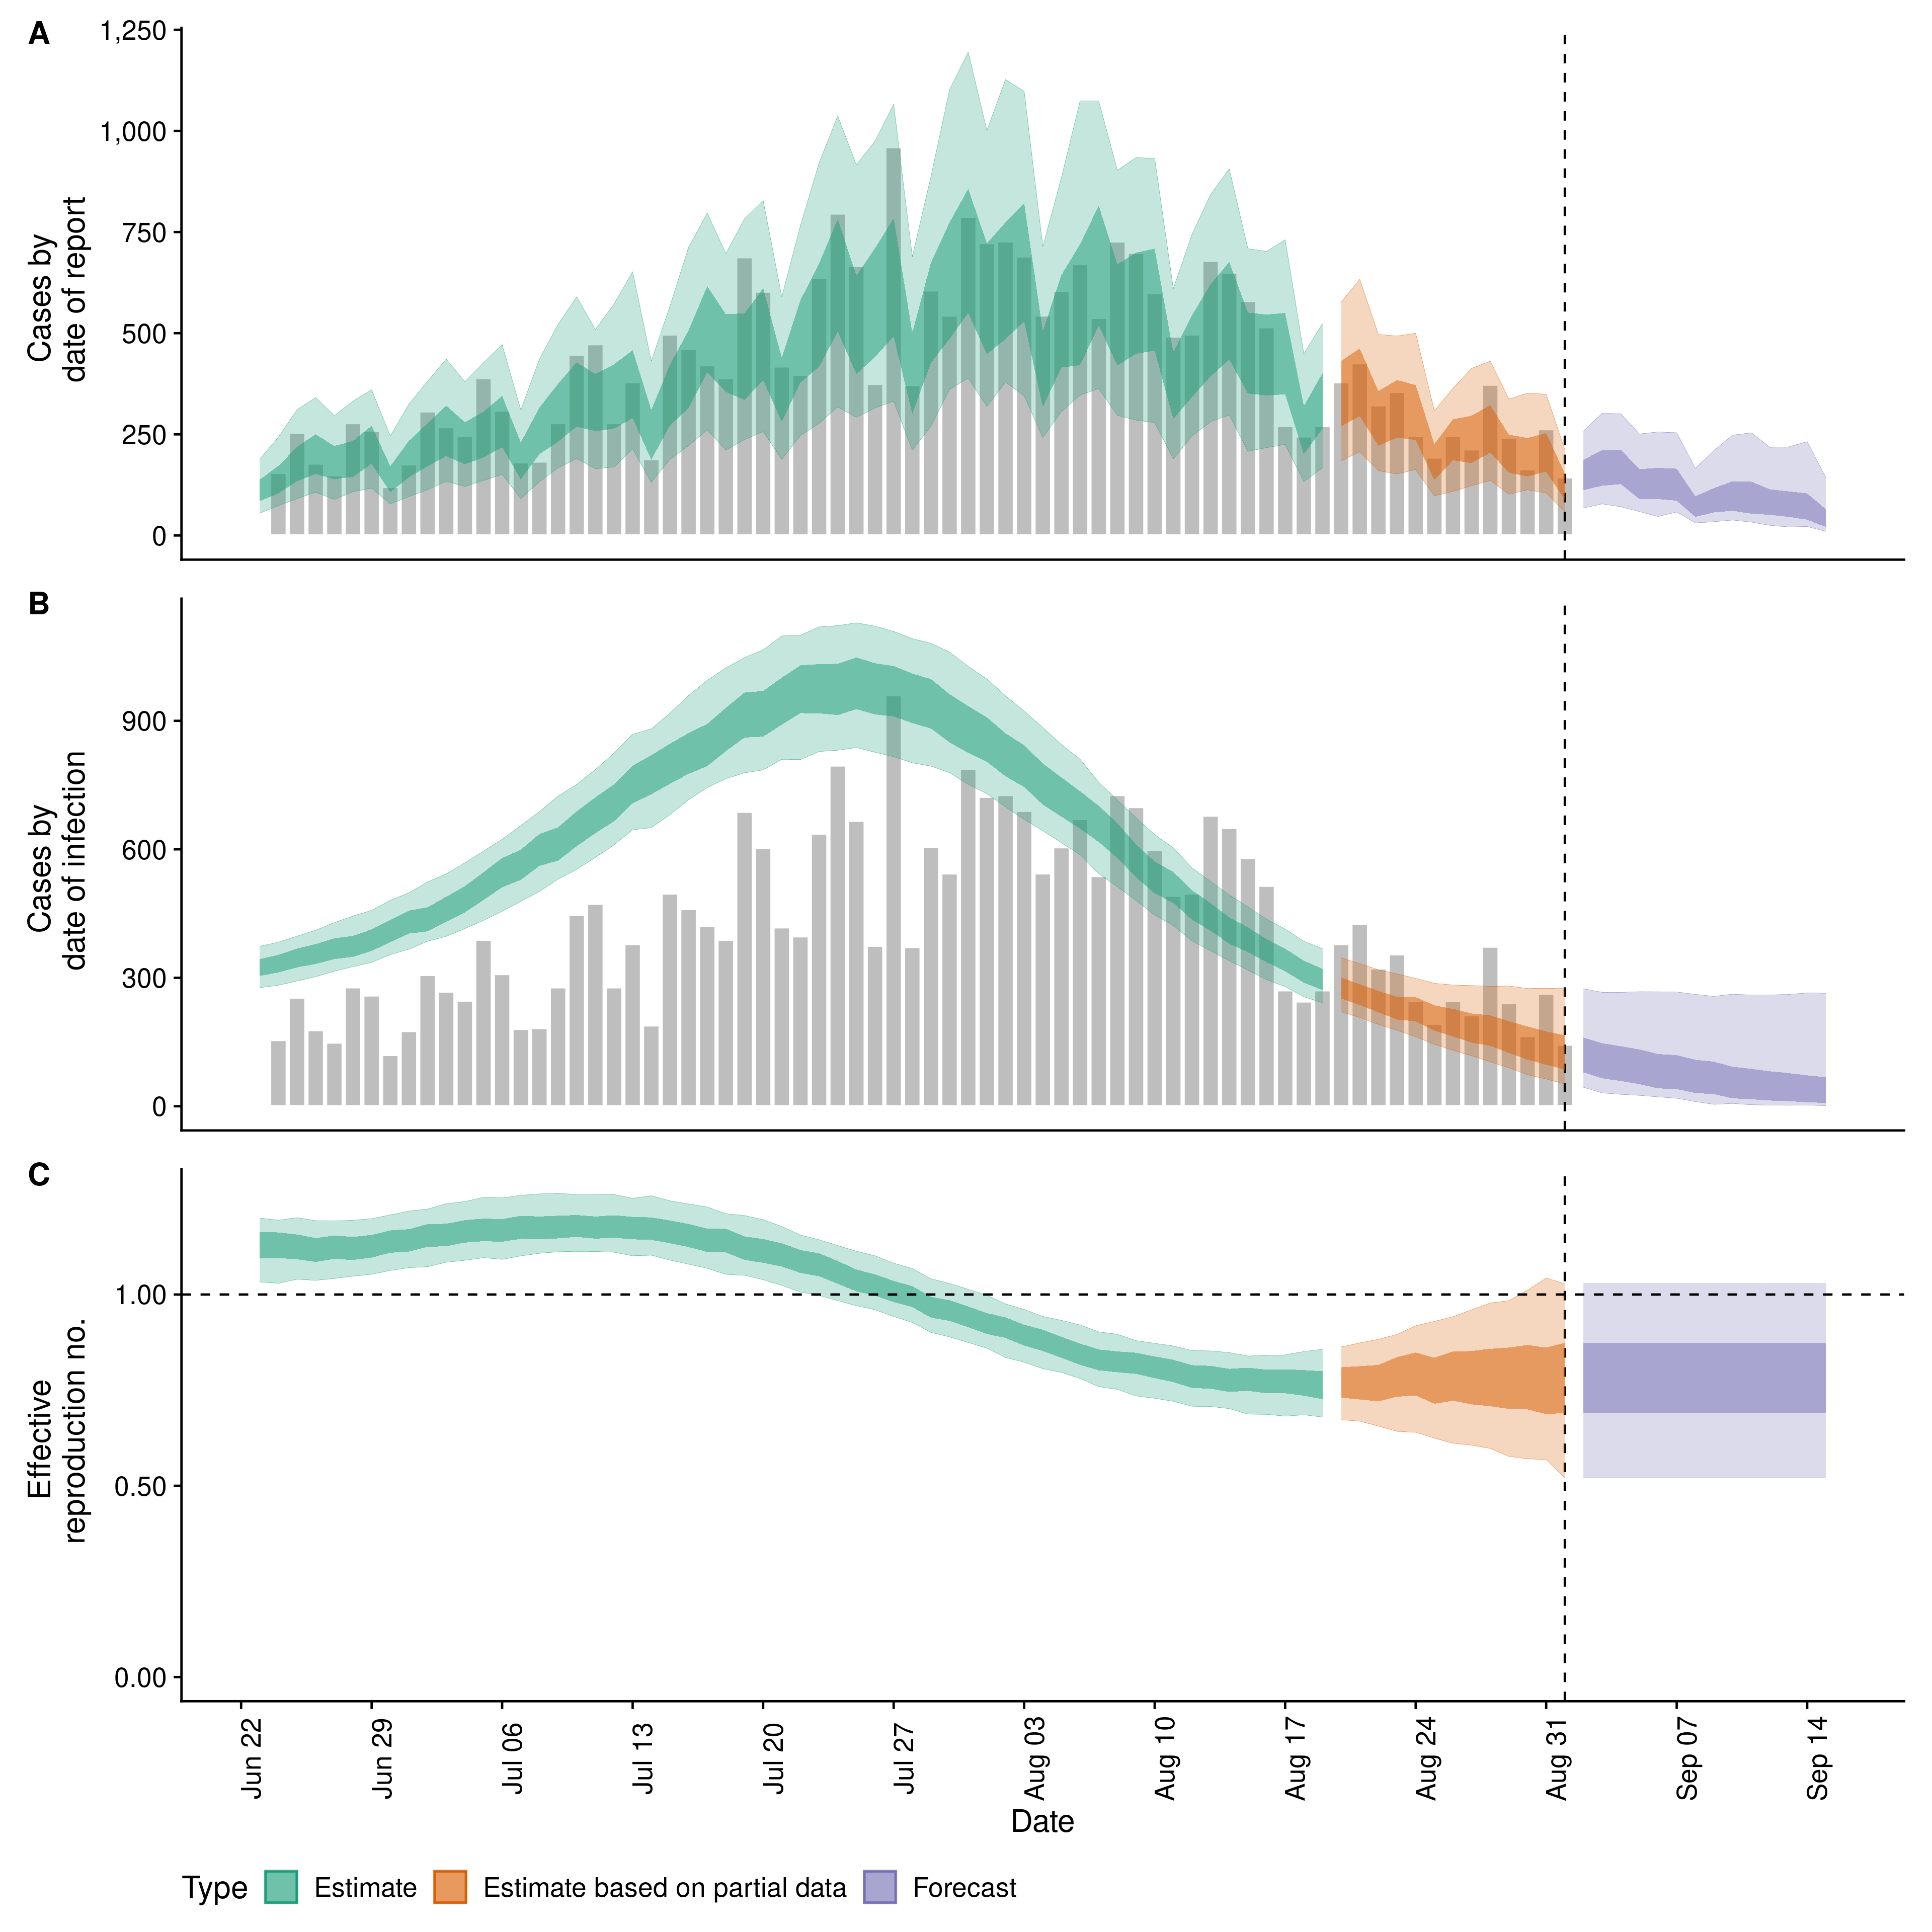 A
Cases by
date of report
1,250
1,000
750
500
250
0
B
Cases by
date of infection
900
600
300
0
C
Effective
reproduction no.
1.00
0.50
0.00
Jun 22
Jun 29
Jul 06
Jul 13
Jul 20
Jul 27
Aug 03
Aug 10
Aug 17
Aug 24
Aug 31
Sep 07
Sep 14
Date
Type Estimate Estimate based on partial data Forecast